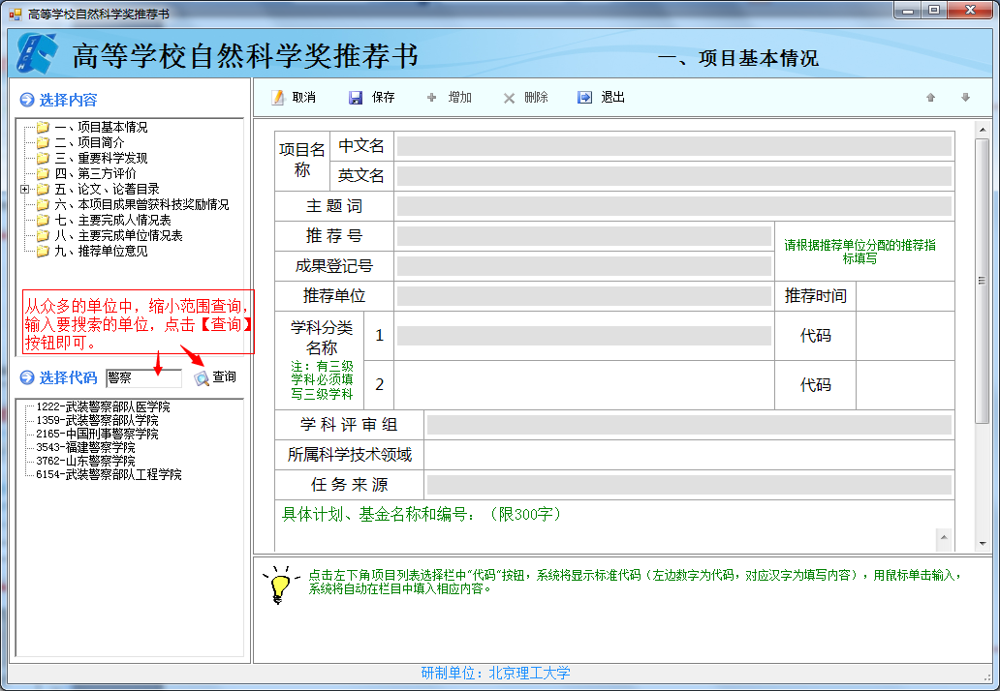 高等学校自然科学奖推荐书
高等学校自然科学奖推荐书
一、项目基本情况
选择内容
取消 保存 增加 删除 退出
一、项目基本情况
二、项目简介
三、重要科学发现
四、第三方评价
五、论文、论著目录
六、本项目成果曾获科技奖励情况
七、主要完成人情况表
八、主要完成单位情况表
九、推荐单位意见
从众多的单位中，缩小范围查询，
输入要搜索的单位，点击【查询】
按钮即可。
选择代码 警察 查询
1222-武装警察部队医学院
1359-武装警察部队学院
2165-中国刑事警察学院
3543-福建警察学院
3762-山东警察学院
6154-武装警察部队工程学院
项目名
称
中文名
英文名
主 题 词
推 荐 号
请根据推荐单位分配的推荐指
标填写
成果登记号
推荐单位 推荐时间
学科分类
名称
注：有三级
学科必须填
写三级学科
1 代码
2 代码
学 科 评 审 组
所属科学技术领域
任 务 来 源
具体计划、基金名称和编号：（限300字）
点击左下角项目列表选择栏中“代码”按钮，系统将显示标准代码（左边数字为代码，对应汉字为填写内容），用鼠标单击输入，
系统将自动在栏目中填入相应内容。
研制单位：北京理工大学